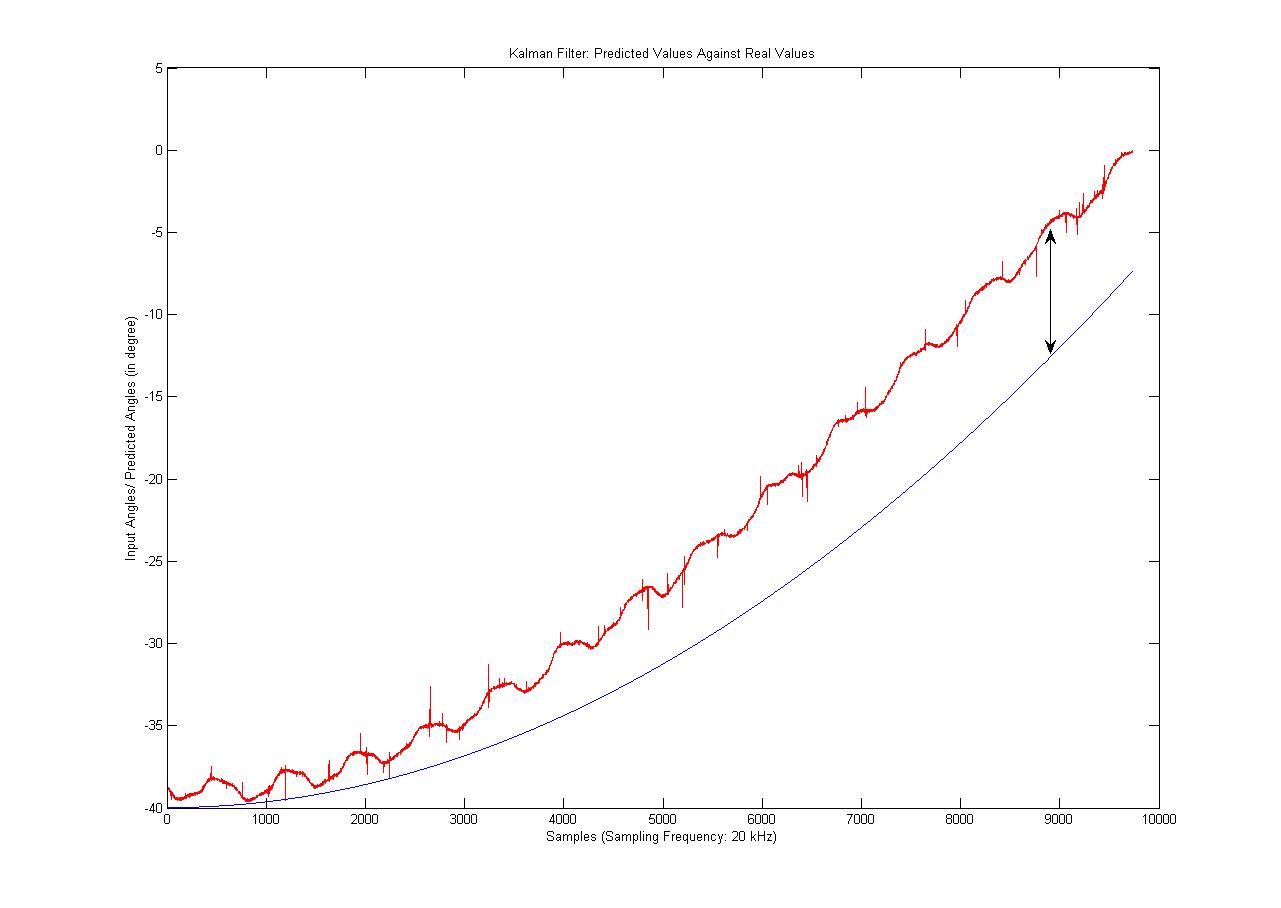 Kalman Filter: Predicted Values Against Real Values
5
0
-5
-10
-15
-20
-25
-30
-35
-40
Input Angles/ Predicted Angles (in degree)
0 1000 2000 3000 4000 5000 6000 7000 8000 9000 10000
Samples (Sampling Frequency: 20 kHz)